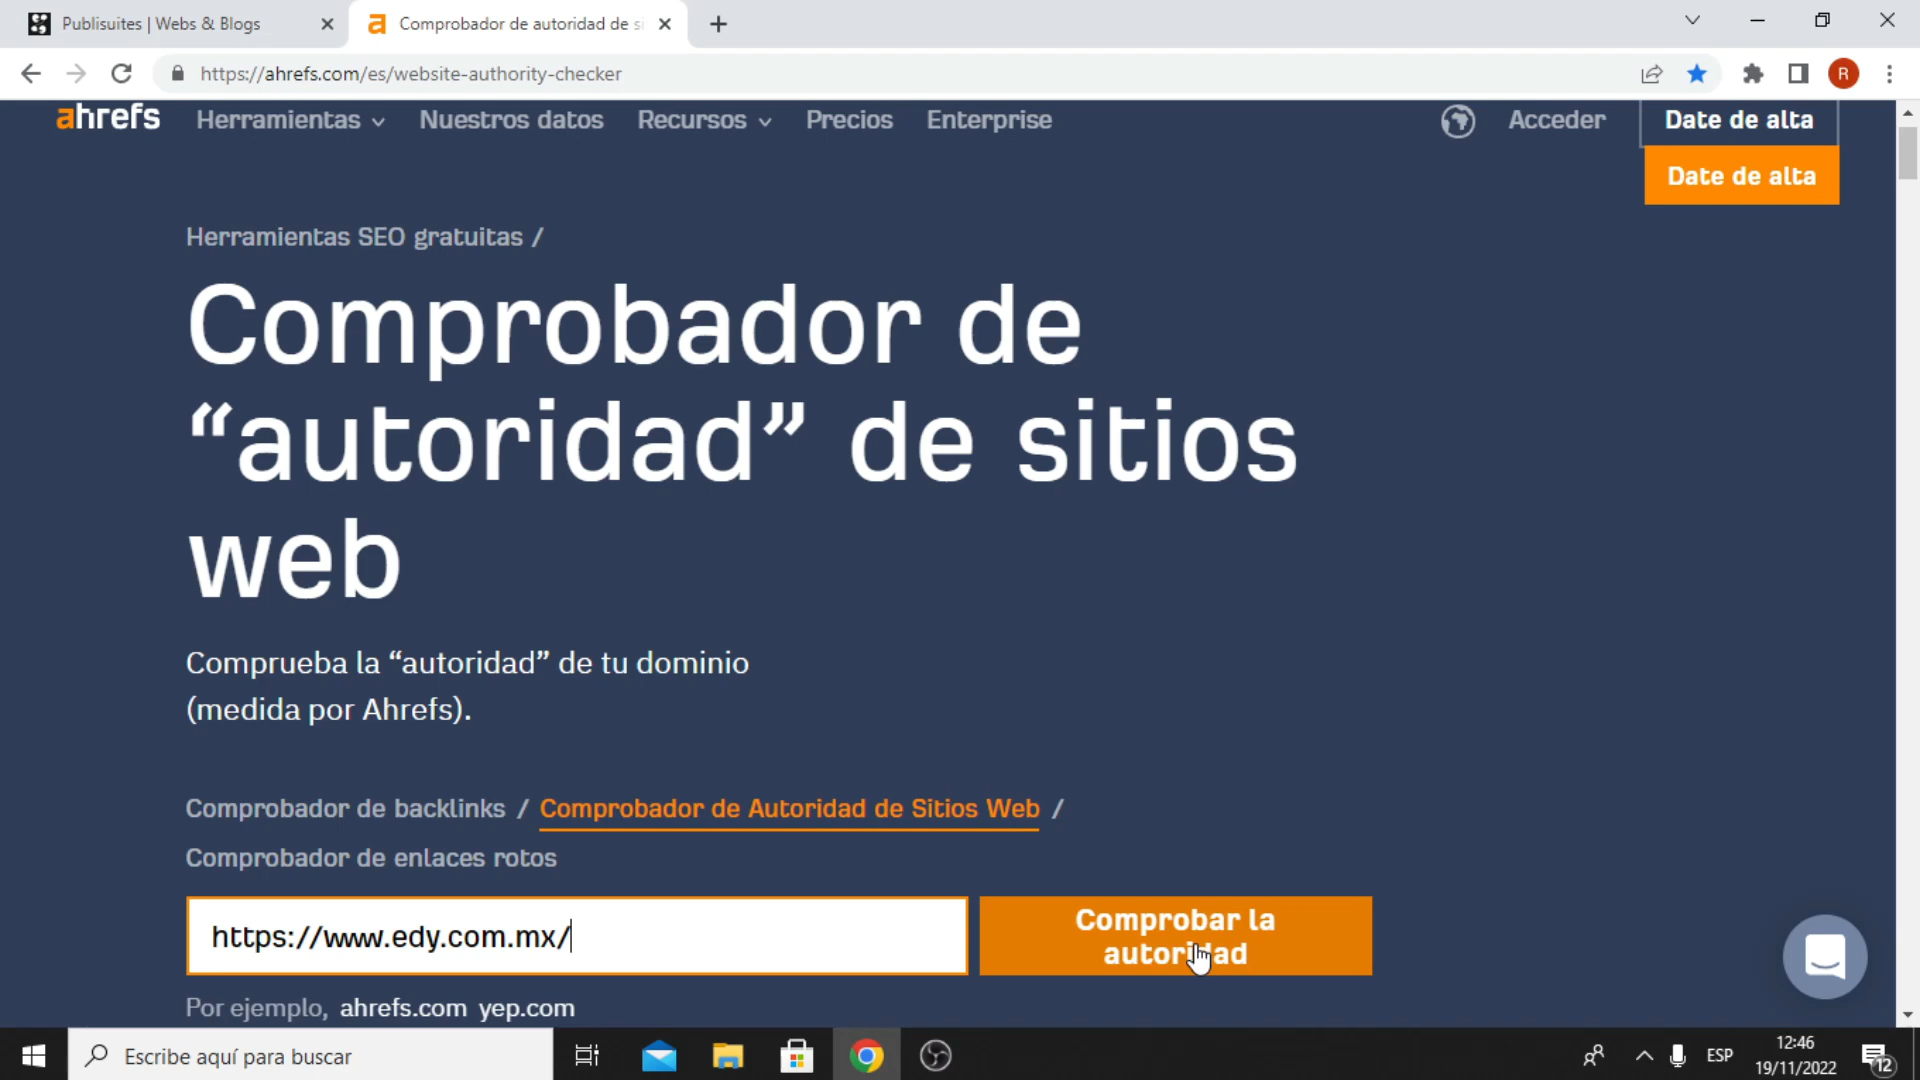 Publisuites | Webs & Blogs
Comprobador de autoridad de si
https://ahrefs.com/es/website-authority-checker
R
ahrefs Herramientas Nuestros datos Recursos Precios Enterprise Acceder Date de alta
Date de alta
Herramientas SEO gratuitas /
Comprobador de
“autoridad” de sitios
web
Comprueba la “autoridad” de tu dominio
(medida por Ahrefs).
Comprobador de backlinks / Comprobador de Autoridad de Sitios Web /
Comprobador de enlaces rotos
https://www.edy.com.mx/
Comprobar la
autoridad
Por ejemplo, ahrefs.com yep.com
Escribe aquí para buscar
ESP
12:46
19/11/2022
12